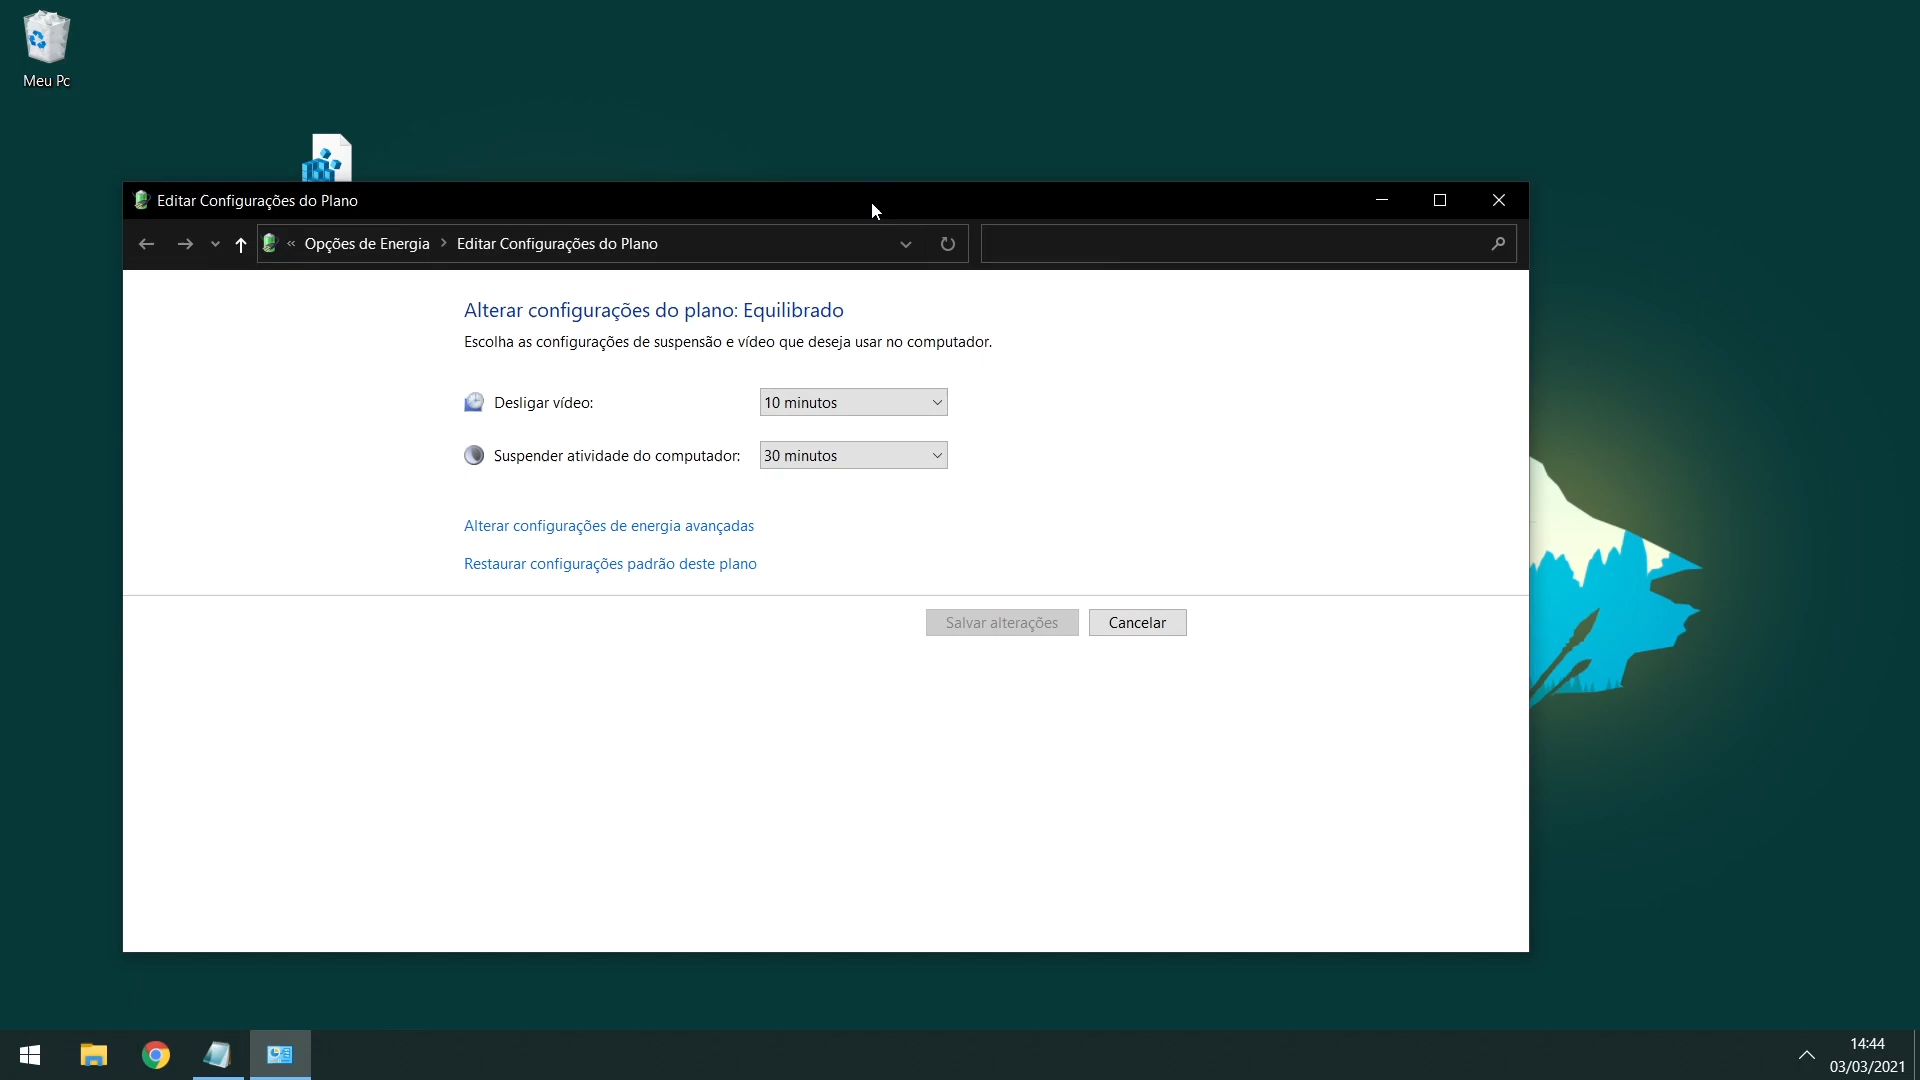 Meu Pc
Editar Configurações do Plano
« Opções de Energia > Editar Configurações do Plano
Alterar configurações do plano: Equilibrado
Escolha as configurações de suspensão e vídeo que deseja usar no computador.
Desligar vídeo: 10 minutos
Suspender atividade do computador: 30 minutos
Alterar configurações de energia avançadas
Restaurar configurações padrão deste plano
Salvar alterações Cancelar
14:44
03/03/2021